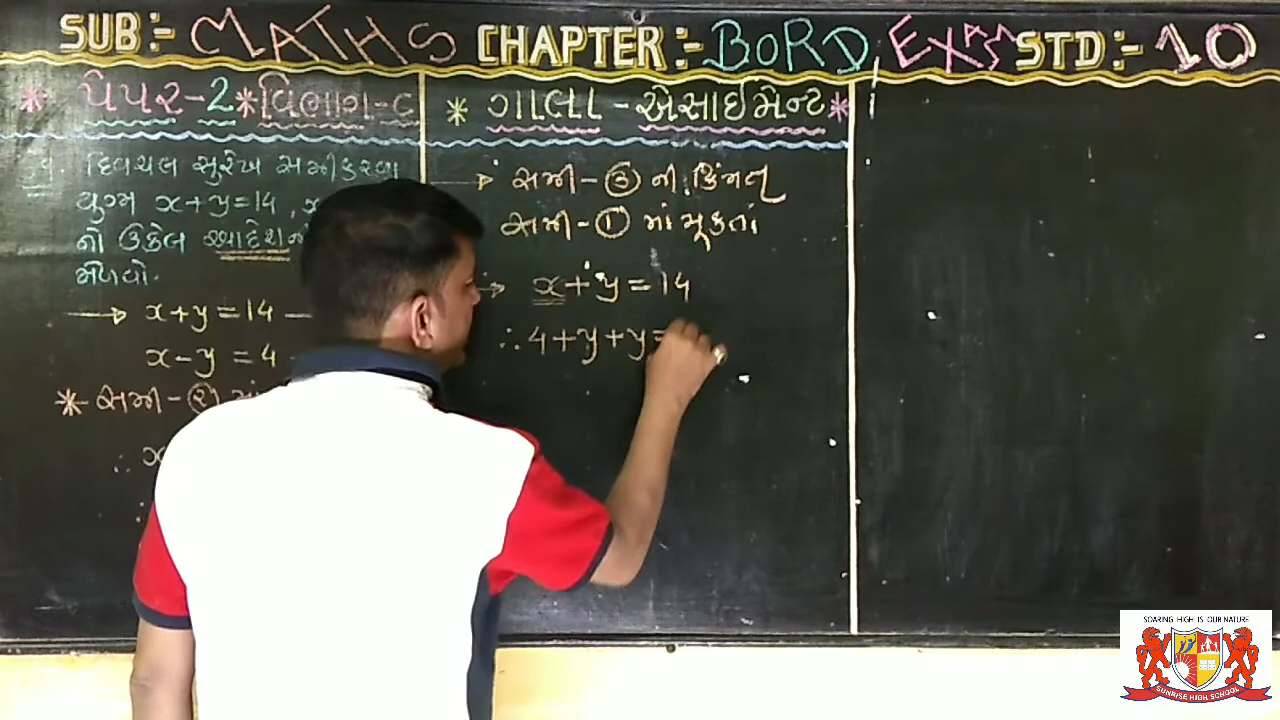 SUB:- MATHS CHAPTER:- BORD EXAM STD:- 10
* પેપર-2 * વિભાગ-C
દ્વિચલ સુરેખ સમીકરણ
યુગ્મ x+y=14, x
નો ઉકેલ આદેશ
મેળવો.
→ x+y=14
x-y=4
* સમી-②
∴ x
* ગાલા - એસાઈમેન્ટ *
→ સમી-③ ની કિંમત
સમી-① માં મૂકતાં
→ x+y=14
∴ 4+y+y=
SOARING HIGH IS OUR NATURE
SUNRISE HIGH SCHOOL